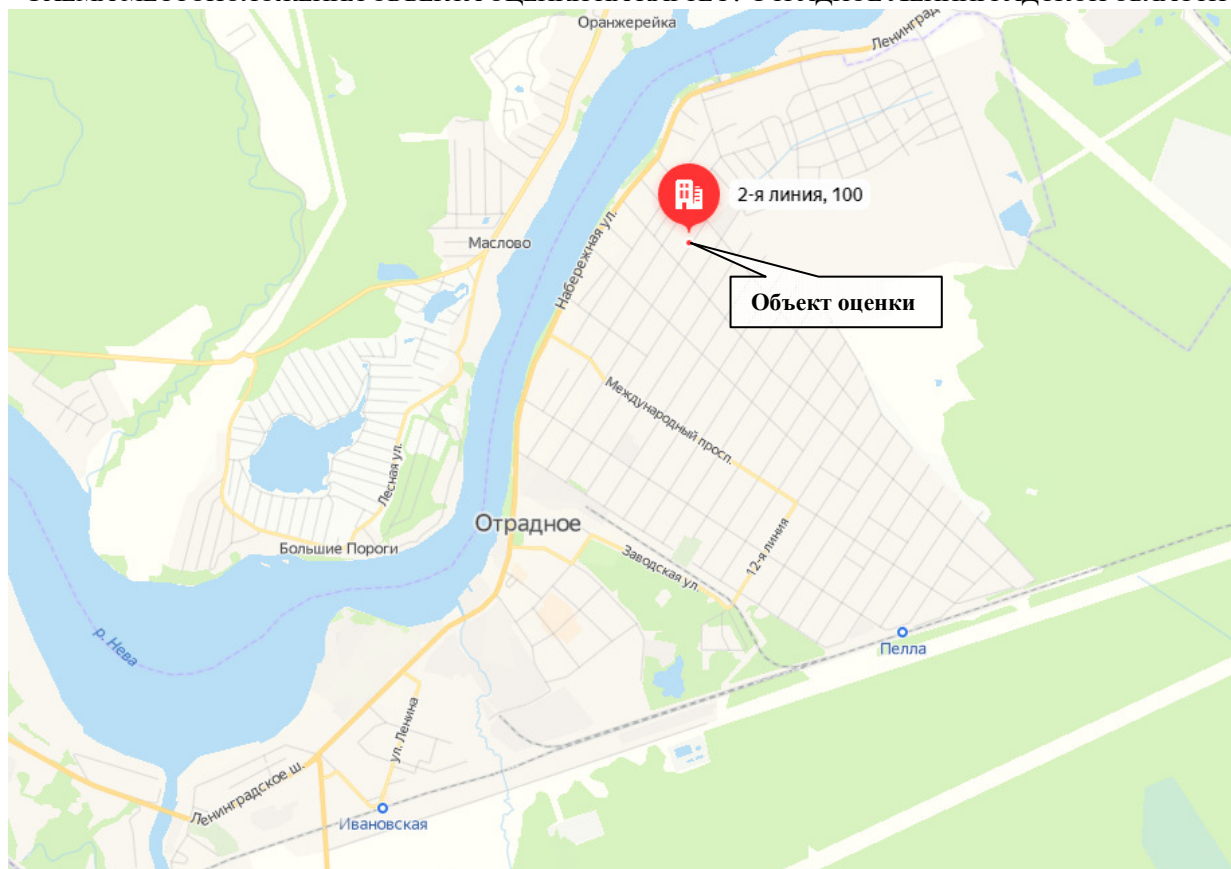 Оранжерейка
Ленинград
2-я линия, 100
Маслово
Набережная ул.
Объект оценки
Международный просп.
Лесная ул.
Отрадное
Большие Пороги
Заводская ул.
12-я линия
р. Нева
Пелла
ул. Ленина
Ленинградское ш.
Ивановская